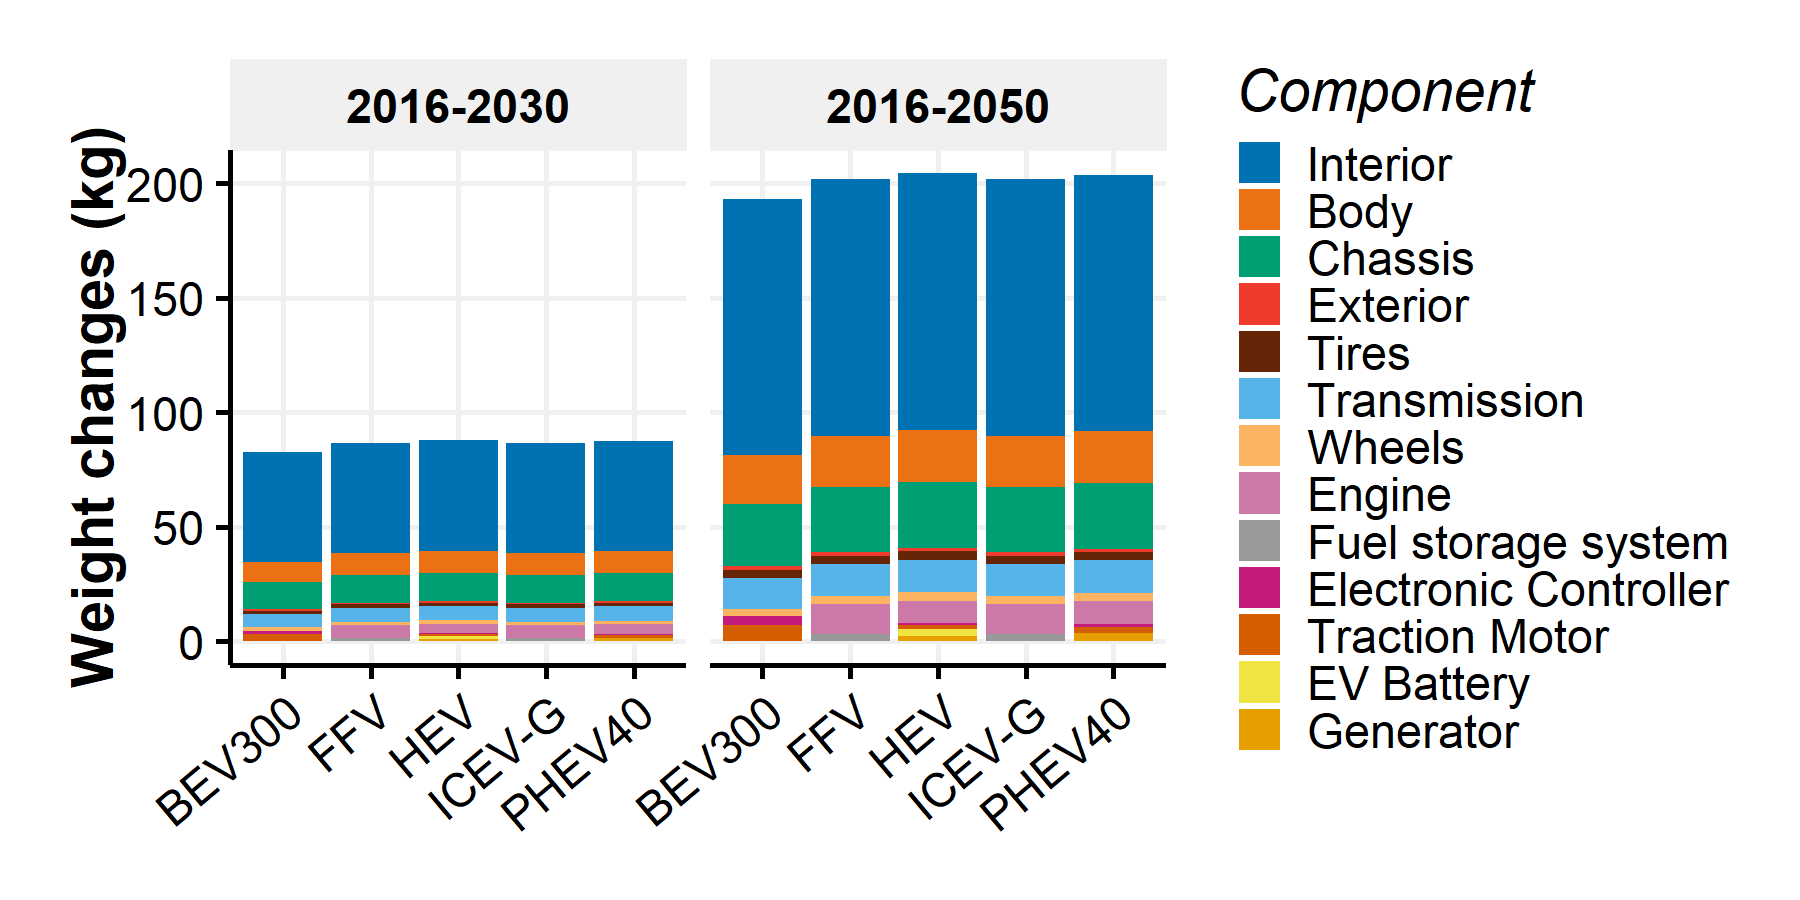 2016-2030
2016-2050
Weight changes (kg)
200
150
100
50
0
BEV300
FFV
HEV
ICEV-G
PHEV40
BEV300
FFV
HEV
ICEV-G
PHEV40
Component
Interior
Body
Chassis
Exterior
Tires
Transmission
Wheels
Engine
Fuel storage system
Electronic Controller
Traction Motor
EV Battery
Generator